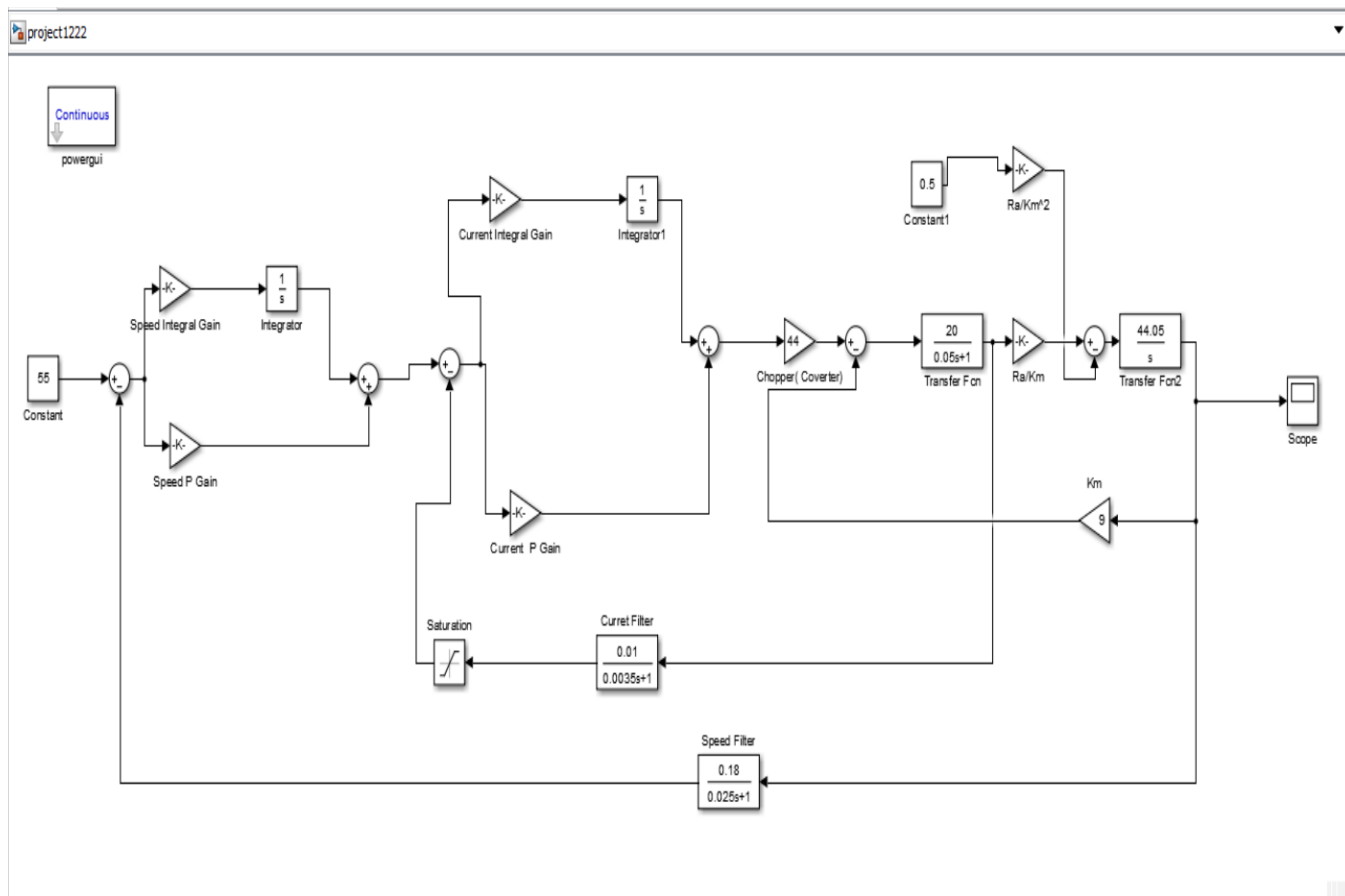 project1222
Continuous
powergui
-K-
Current Integral Gain
1
s
Integrator1
0.5
Constant1
-K-
Ra/Km^2
-K-
Speed Integral Gain
1
s
Integrator
55
Constant
-K-
Speed P Gain
44
Chopper( Coverter)
20
0.05s+1
Transfer Fcn
-K-
Ra/Km
44.05
s
Transfer Fcn2
Scope
-K-
Current P Gain
Km
9
Saturation
Curret Filter
0.01
0.0035s+1
Speed Filter
0.18
0.025s+1